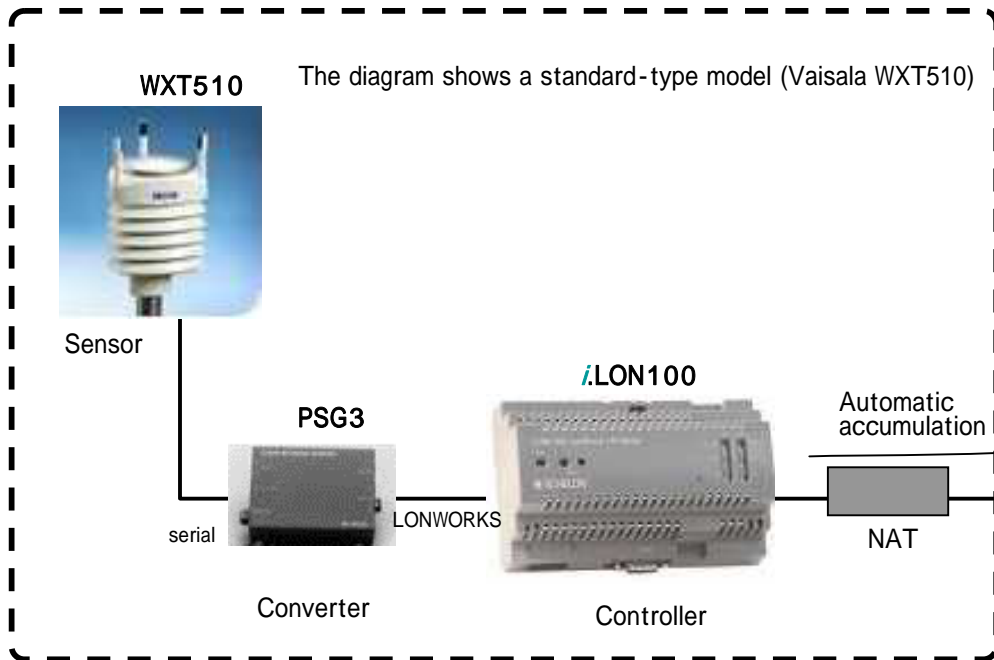 The diagram shows a standard-type model (Vaisala WXT510)
WXT510
Sensor
i.LON100
PSG3
Automatic
accumulation
serial
LONWORKS
NAT
Converter
Controller